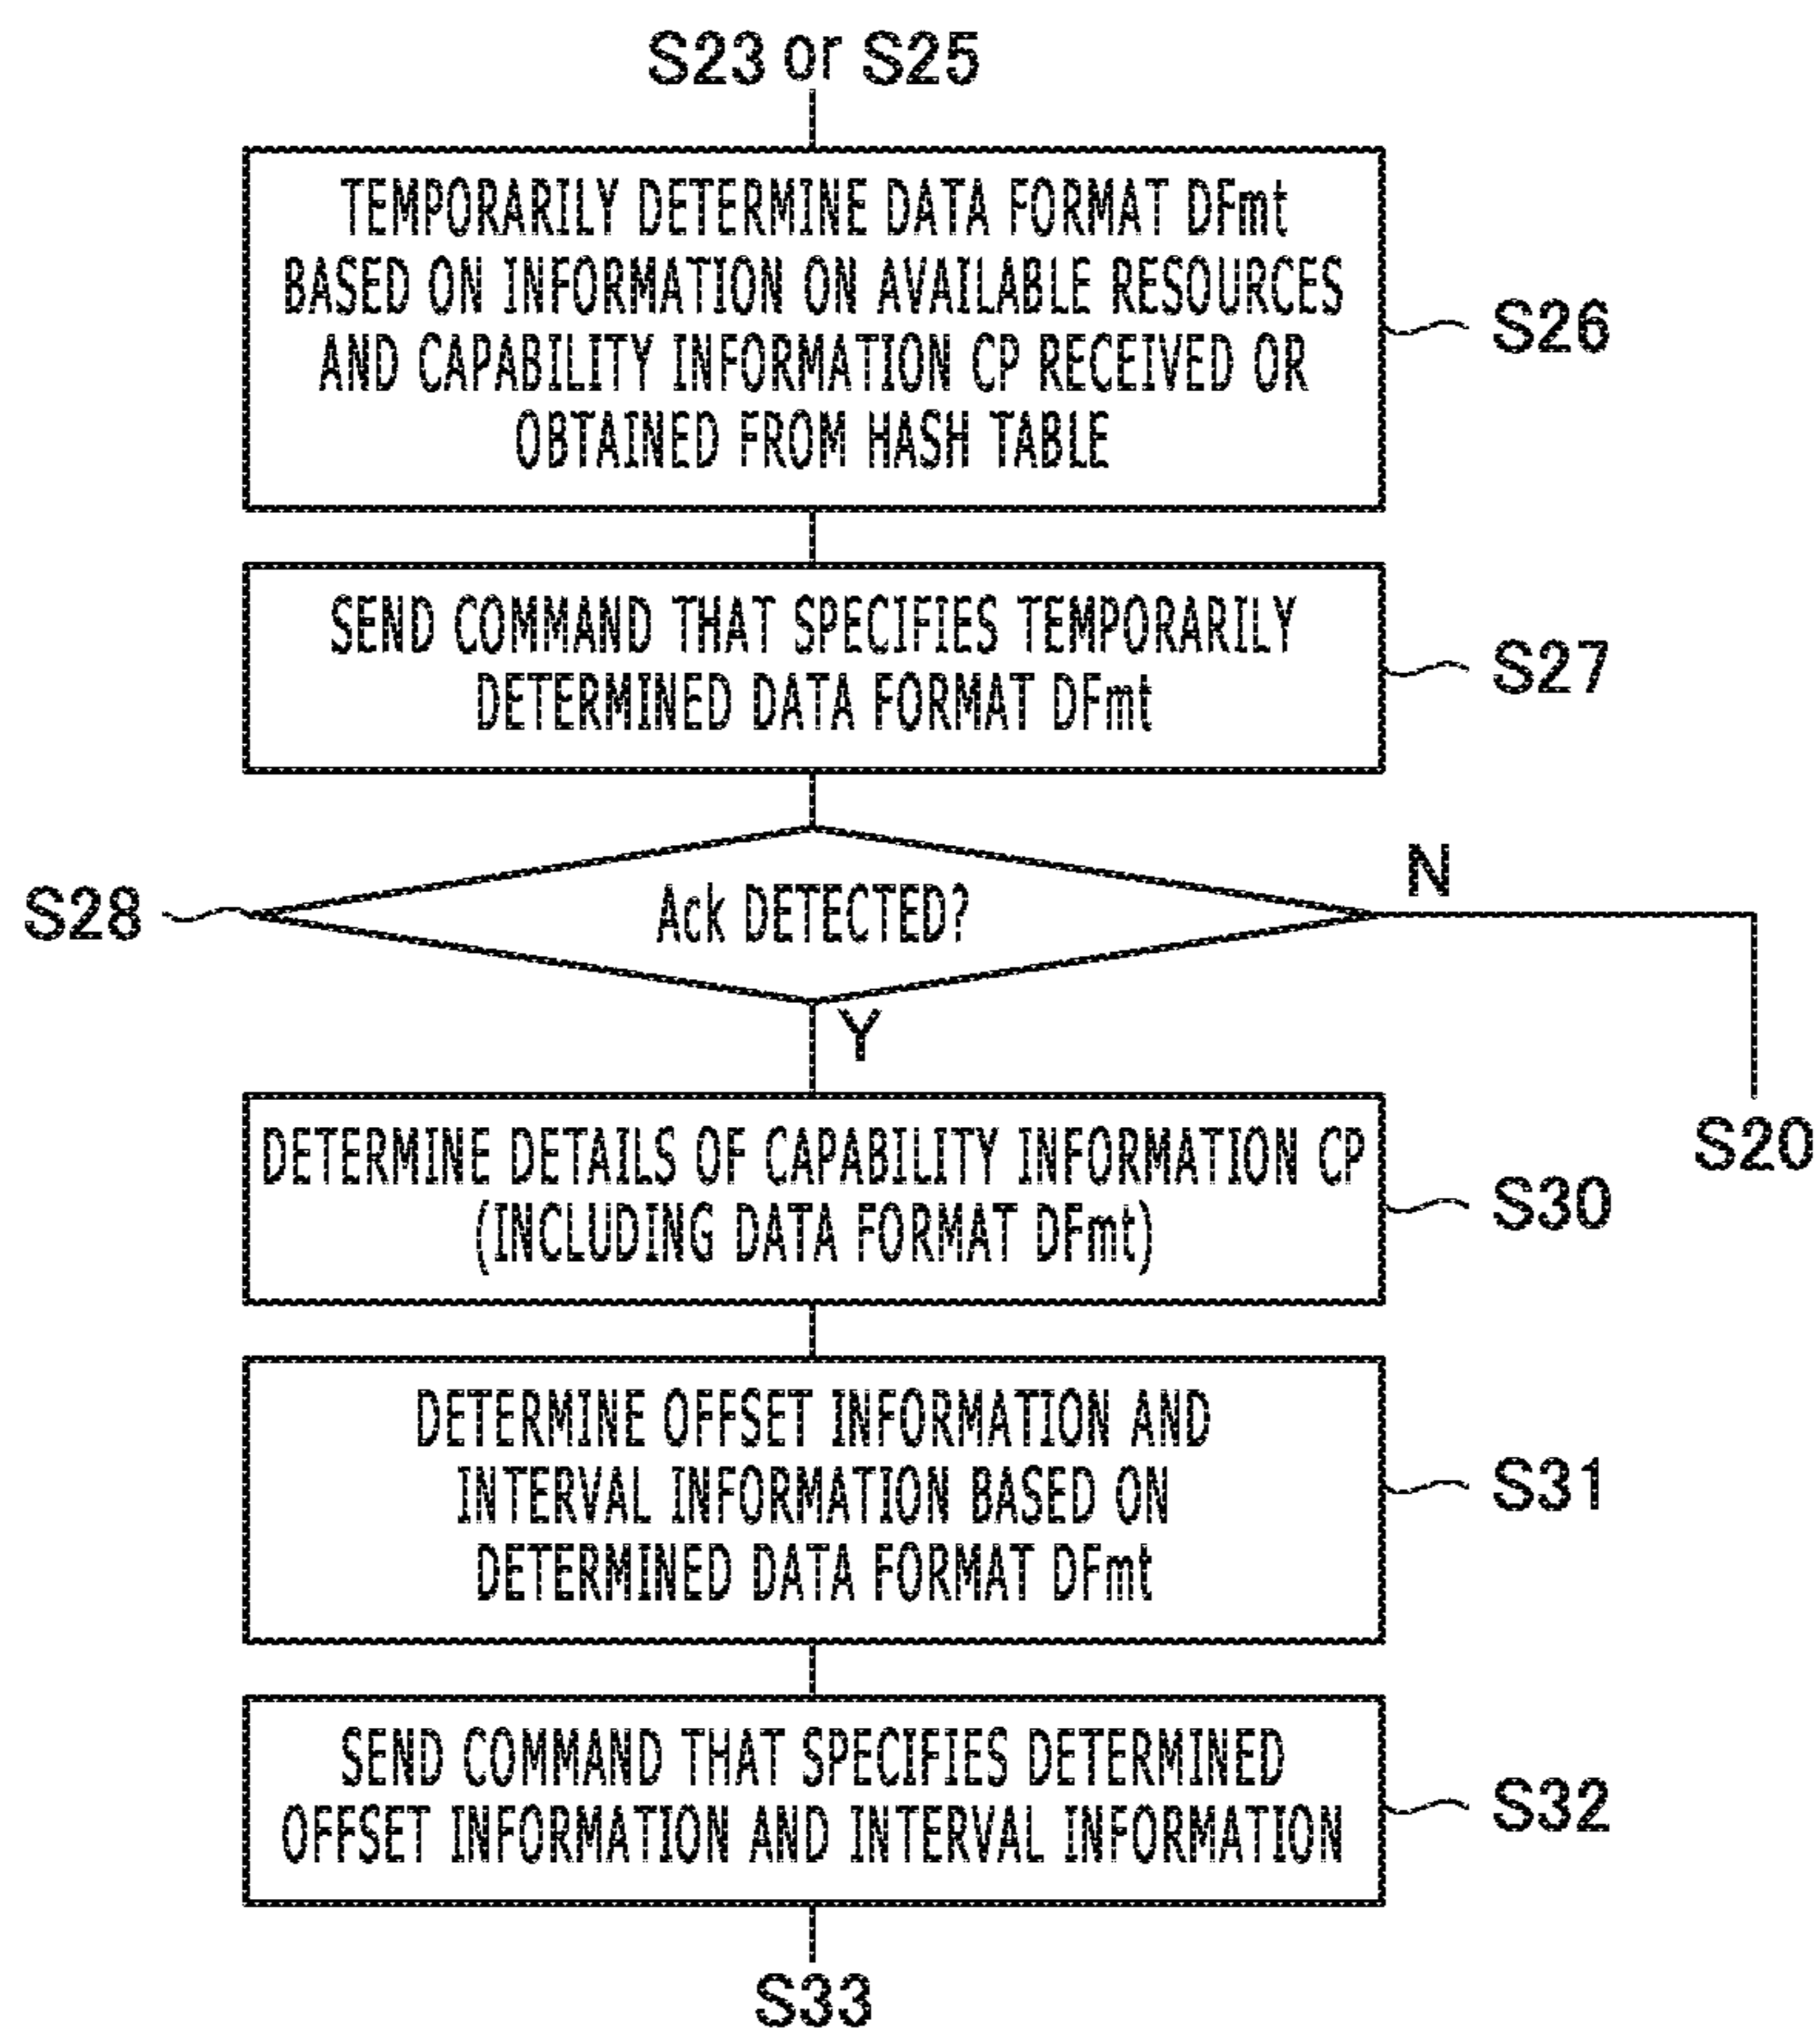 S23 or S25
TEMPORARILY DETERMINE DATA FORMAT DFmt
BASED ON INFORMATION ON AVAILABLE RESOURCES
AND CAPABILITY INFORMATION CP RECEIVED OR
OBTAINED FROM HASH TABLE
S26
SEND COMMAND THAT SPECIFIES TEMPORARILY
DETERMINED DATA FORMAT DFmt
S27
S28
Ack DETECTED?
N
Y
S20
DETERMINE DETAILS OF CAPABILITY INFORMATION CP
(INCLUDING DATA FORMAT DFmt)
S30
DETERMINE OFFSET INFORMATION AND
INTERVAL INFORMATION BASED ON
DETERMINED DATA FORMAT DFmt
S31
SEND COMMAND THAT SPECIFIES DETERMINED
OFFSET INFORMATION AND INTERVAL INFORMATION
S32
S33